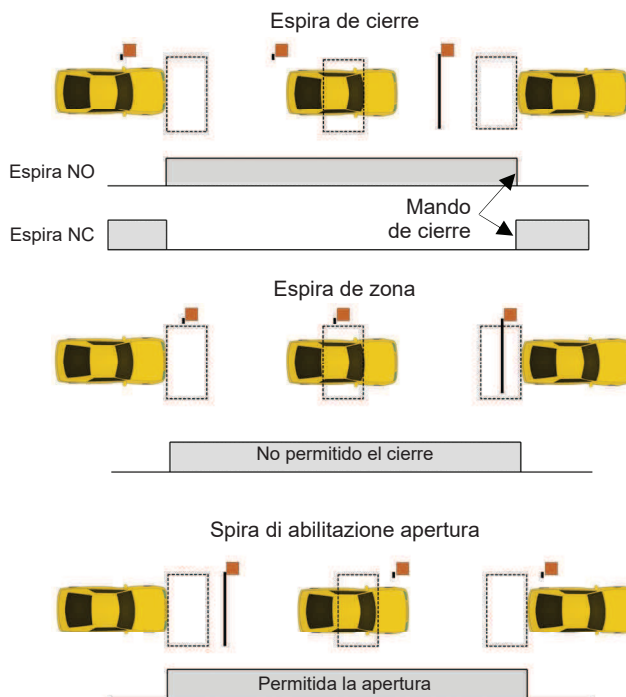 Espira de cierre
Espira NO
Mando
de cierre
Espira NC
Espira de zona
No permitido el cierre
Spira di abilitazione apertura
Permitida la apertura